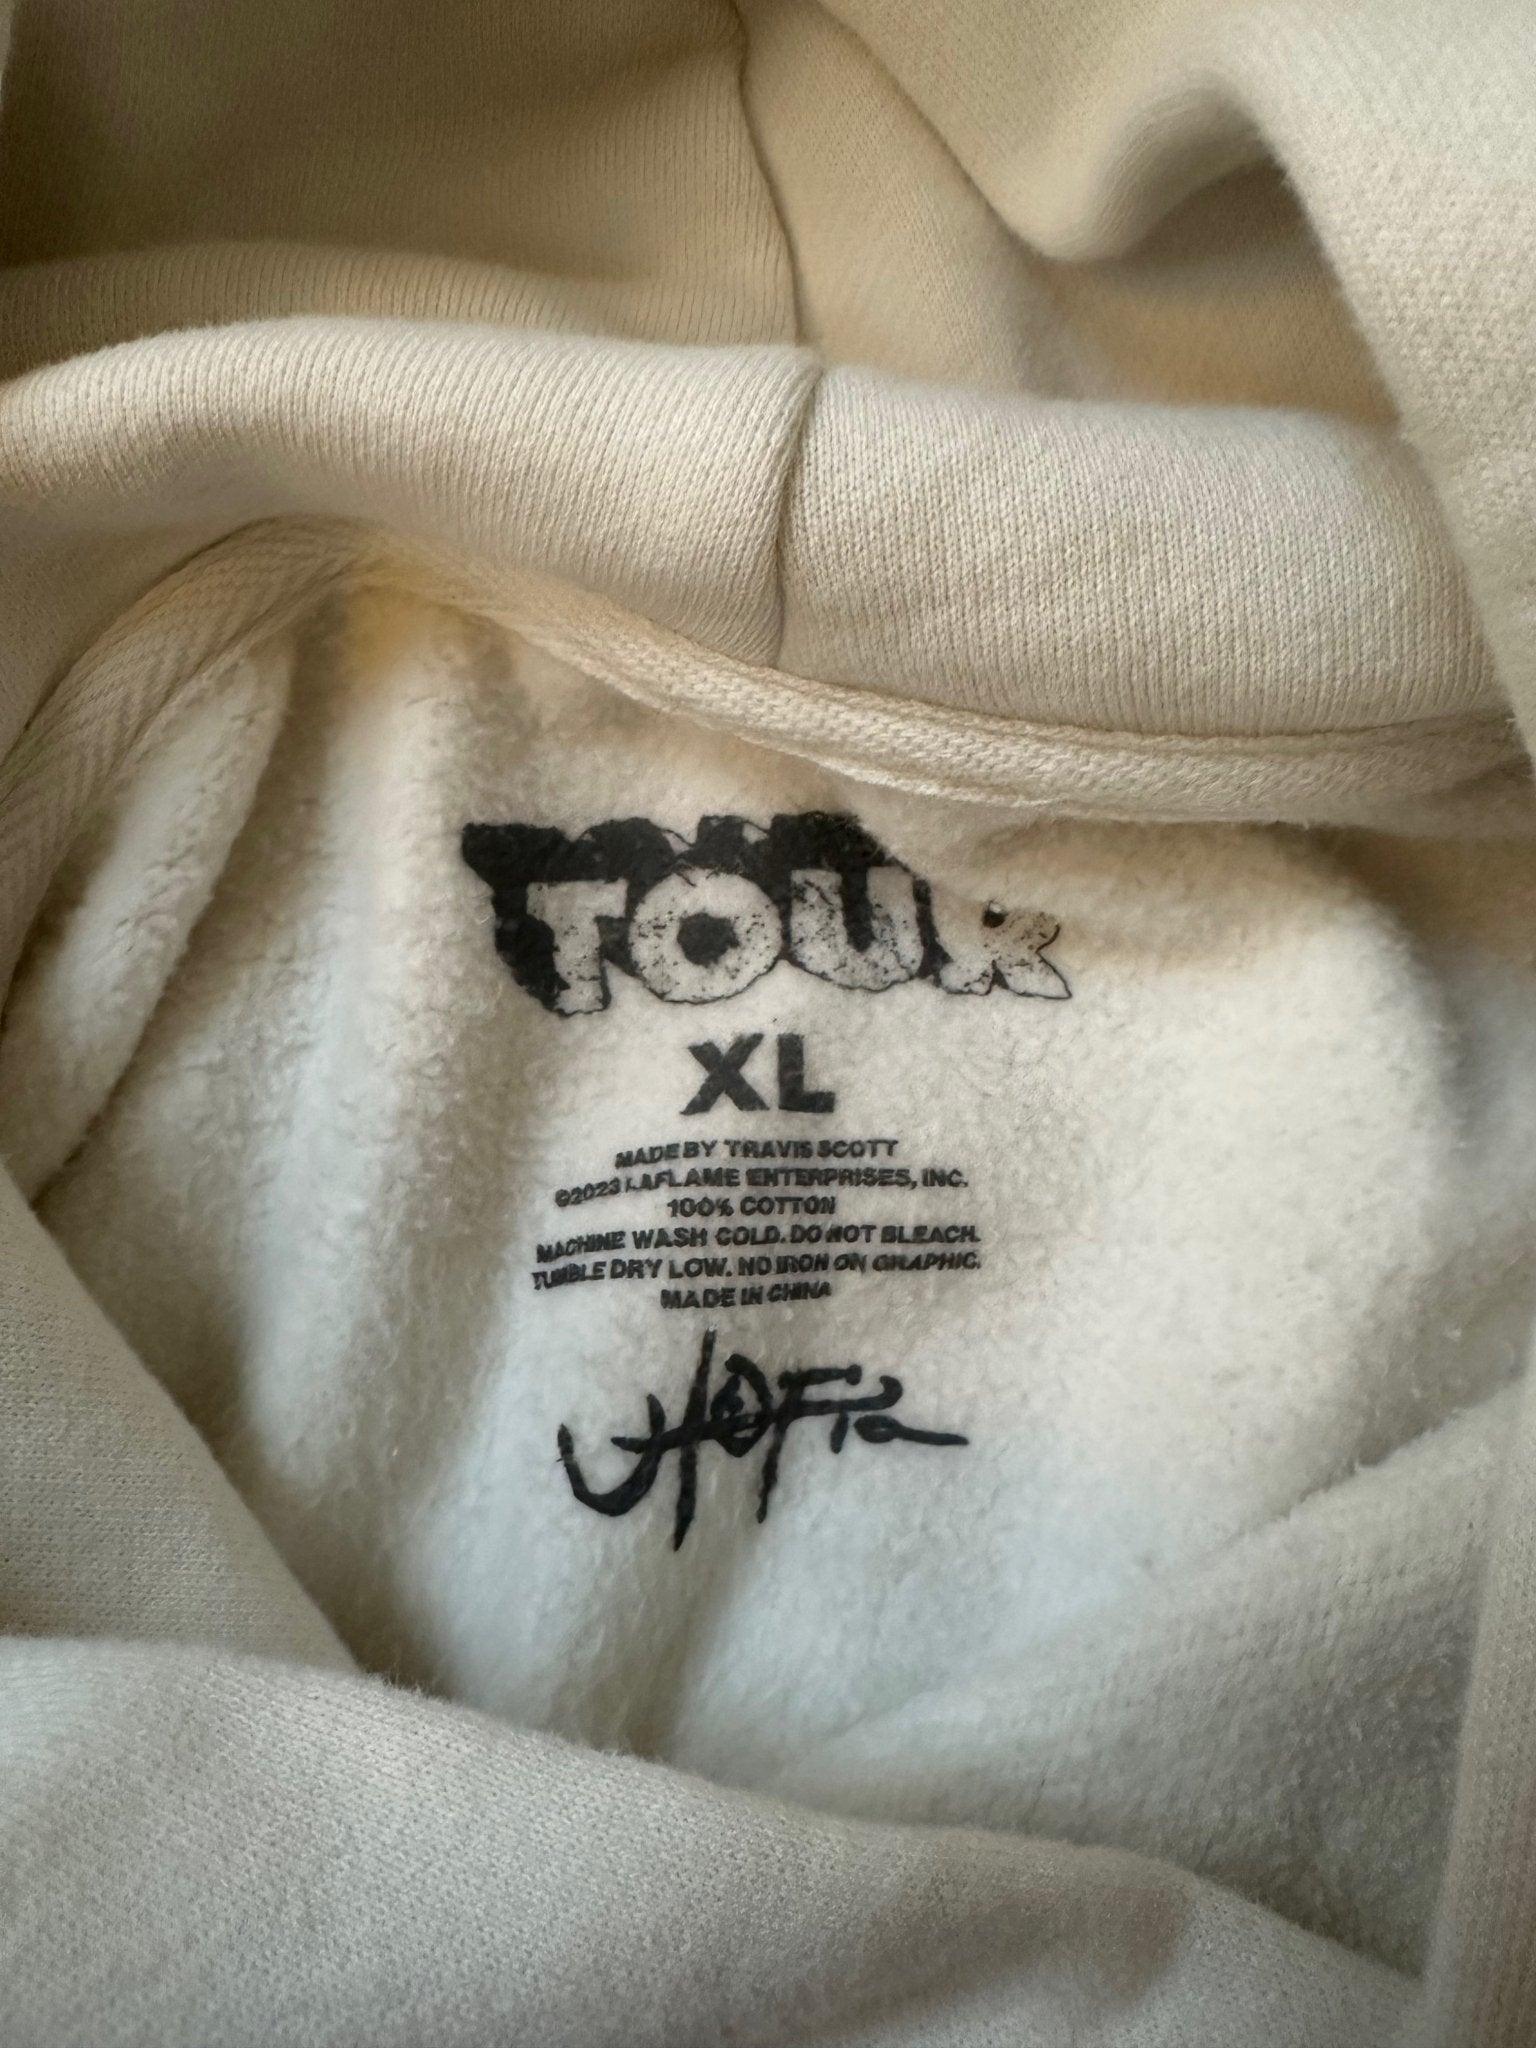 TOUR
XL
MADE BY TRAVIS SCOTT
©2023 LAFLAME ENTERPRISES, INC.
100% COTTON
MACHINE WASH COLD. DO NOT BLEACH.
TUMBLE DRY LOW. NO IRON ON GRAPHIC.
MADE IN CHINA
UTOPIA